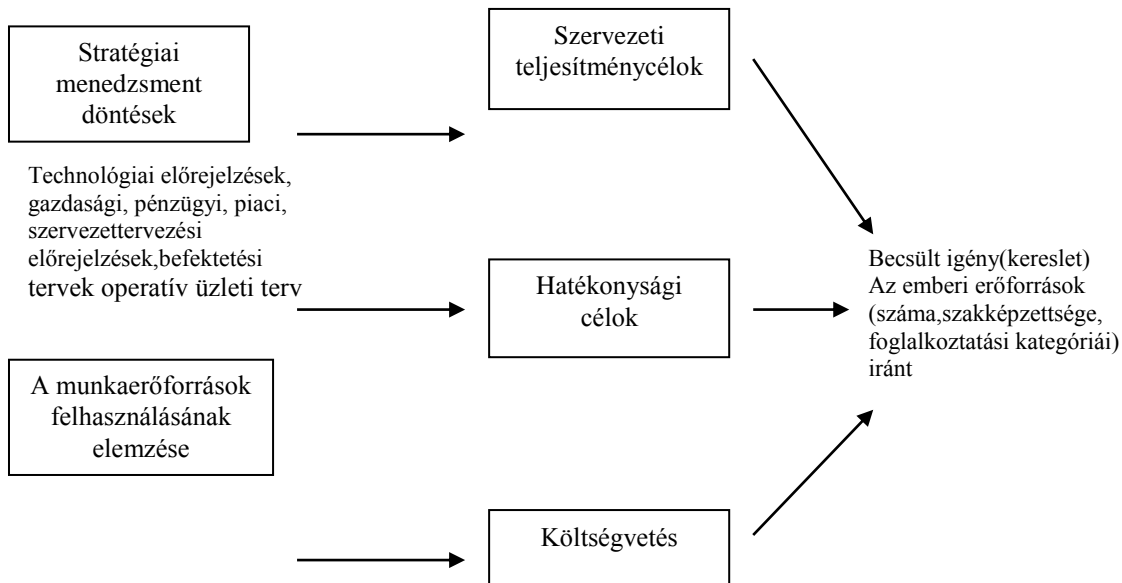 Stratégiai
menedzsment
döntések
Technológiai előrejelzések,
gazdasági, pénzügyi, piaci,
szervezettervezési
előrejelzések,befektetési
tervek operatív üzleti terv
A munkaerőforrások
felhasználásának
elemzése
Szervezeti
teljesítménycélok
Hatékonysági
célok
Költségvetés
Becsült igény(kereslet)
Az emberi erőforrások
(száma,szakképzettsége,
foglalkoztatási kategóriái)
iránt